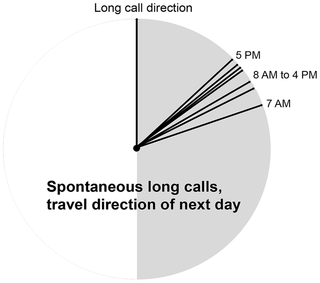 Long call direction
5 PM
8 AM to 4 PM
7 AM
Spontaneous long calls,
travel direction of next day